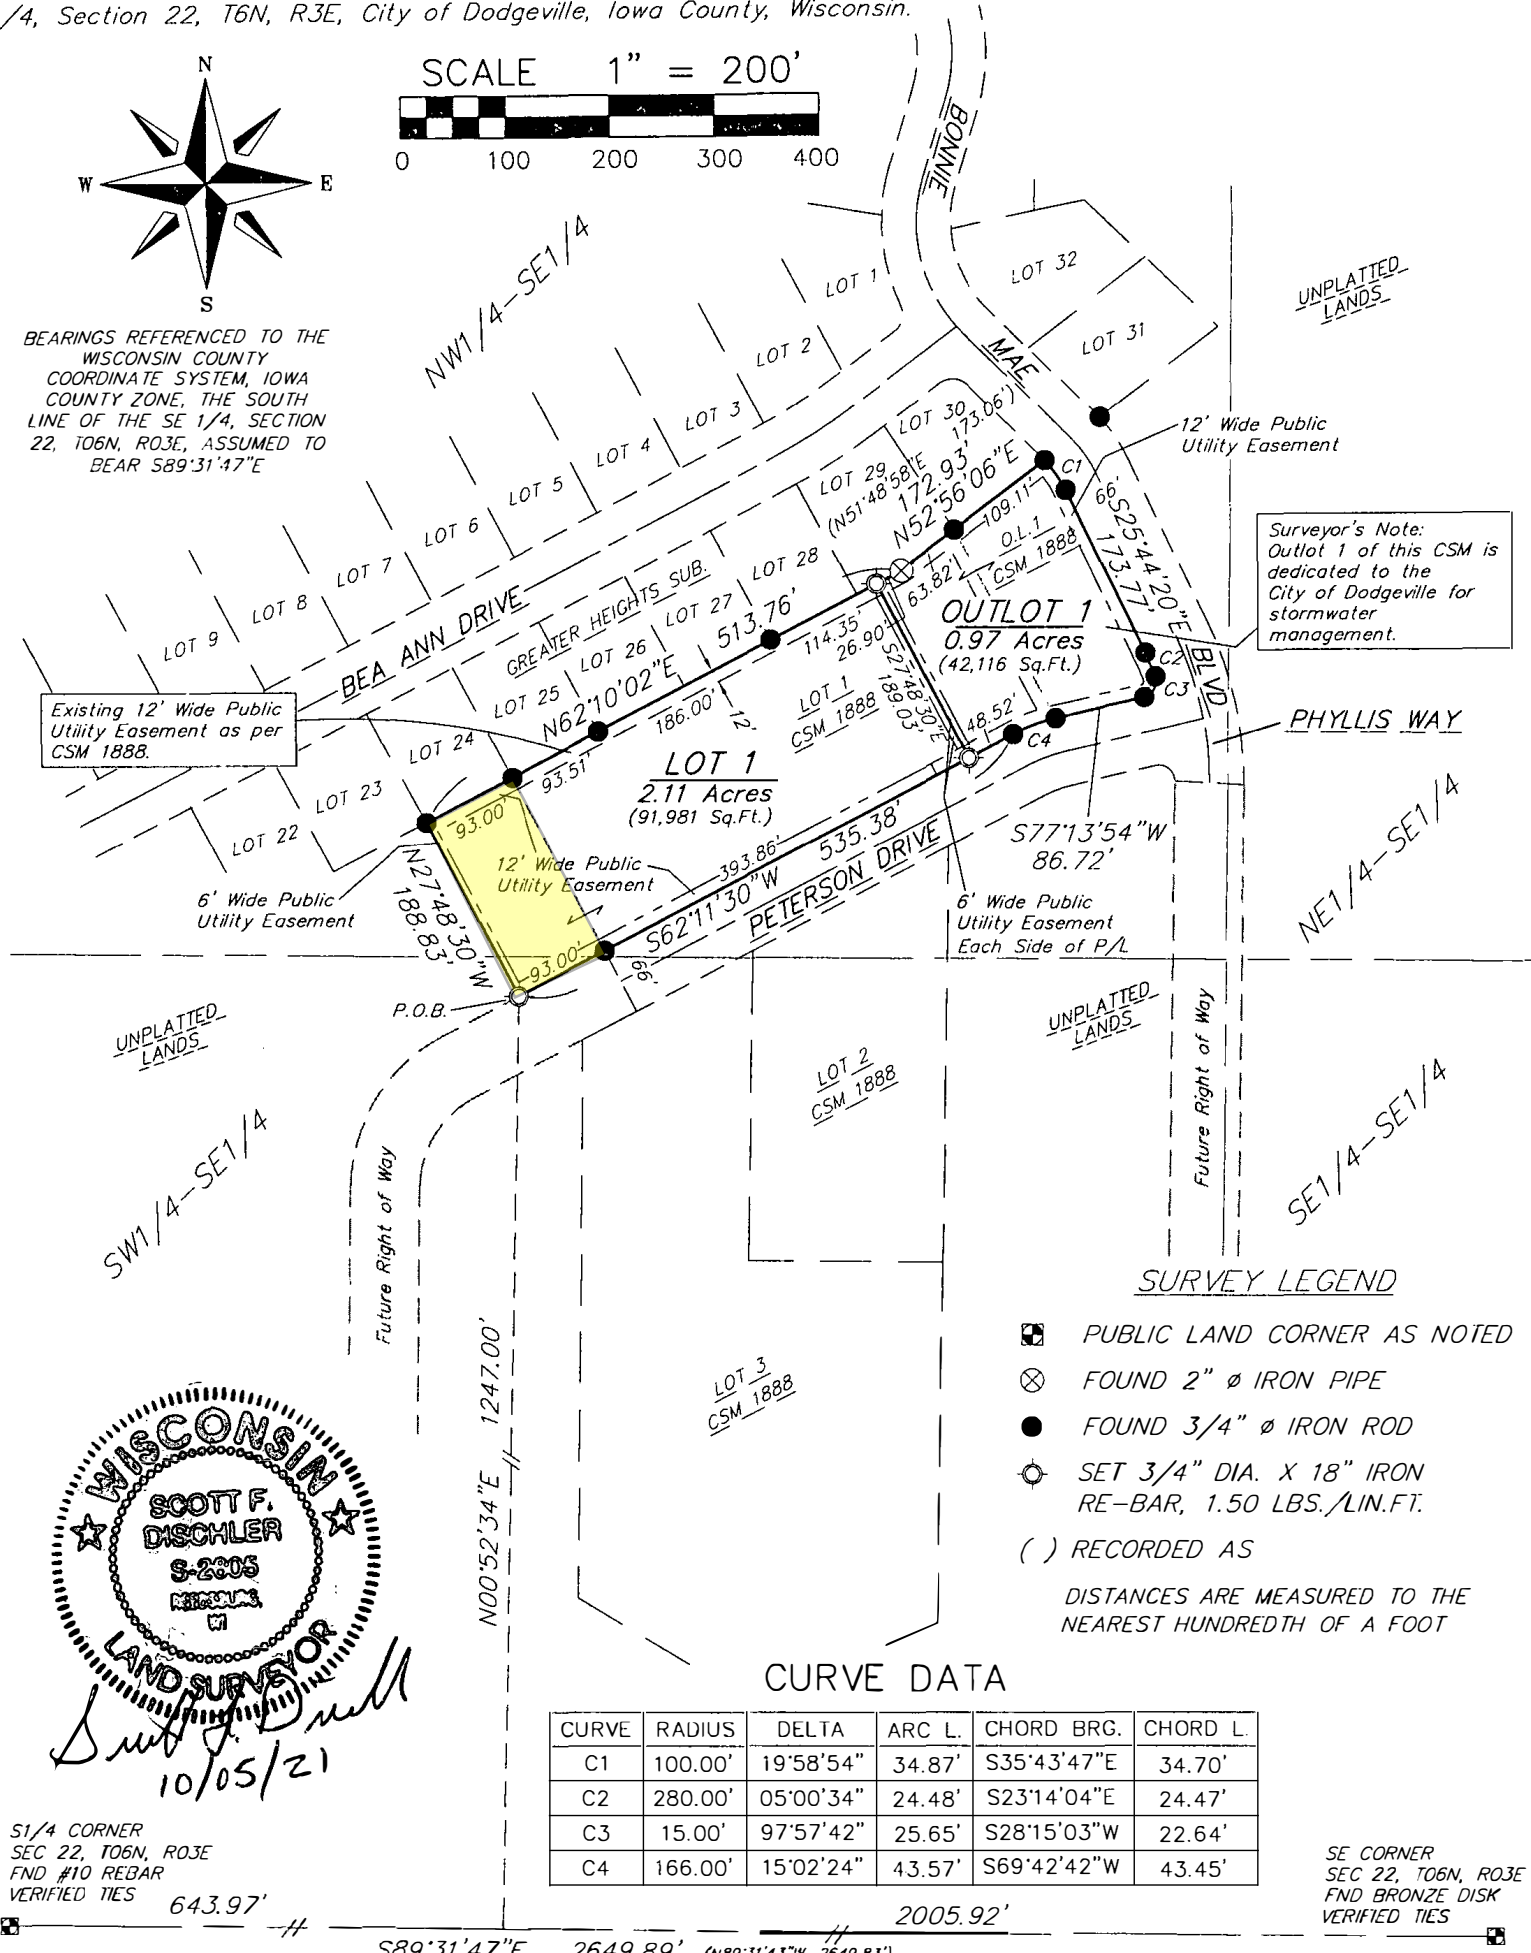 /4, Section 22, T6N, R3E, City of Dodgeville, Iowa County, Wisconsin.
SCALE 1" = 200'
0 100 200 300 400
N
W E
S
BEARINGS REFERENCED TO THE
WISCONSIN COUNTY
COORDINATE SYSTEM, IOWA
COUNTY ZONE, THE SOUTH
LINE OF THE SE 1/4, SECTION
22, T06N, R03E, ASSUMED TO
BEAR S89°31'47"E
NW1/4-SE1/4
BONNIE
MAE
BLVD
LOT 32
LOT 31
UNPLATTED
LANDS
LOT 1
LOT 2
LOT 3
LOT 4
LOT 5
LOT 6
LOT 7
LOT 8
LOT 9
BEA ANN DRIVE
GREATER HEIGHTS SUB.
LOT 30
LOT 29
LOT 28
LOT 27
LOT 26
LOT 25
LOT 24
LOT 23
LOT 22
12' Wide Public
Utility Easement
173.06')
(N51°48'58"E
172.93'
N52°56'06"E
109.11'
63.82'
C1
66'
S25°44'20"E
173.77'
O.L.1
CSM 1888
Surveyor's Note:
Outlot 1 of this CSM is
dedicated to the
City of Dodgeville for
stormwater
management.
OUTLOT 1
0.97 Acres
(42,116 Sq.Ft.)
C2
C3
C4
48.52'
PHYLLIS WAY
S77°13'54"W
86.72'
513.76'
N62°10'02"E
114.35'
26.90'
186.00'
12'
93.51'
93.00'
S27°48'30"E
189.03'
LOT 1
CSM 1888
LOT 1
2.11 Acres
(91,981 Sq.Ft.)
Existing 12' Wide Public
Utility Easement as per
CSM 1888.
6' Wide Public
Utility Easement
N27°48'30"W
188.83'
12' Wide Public
Utility Easement
393.86'
535.38'
S62°11'30"W
PETERSON DRIVE
93.00'
66'
P.O.B.
6' Wide Public
Utility Easement
Each Side of P/L
NE1/4-SE1/4
UNPLATTED
LANDS
UNPLATTED
LANDS
LOT 2
CSM 1888
Future Right of Way
SW1/4-SE1/4
SE1/4-SE1/4
Future Right of Way
LOT 3
CSM 1888
N00°52'34"E 1247.00'
SURVEY LEGEND
PUBLIC LAND CORNER AS NOTED
FOUND 2" ø IRON PIPE
FOUND 3/4" ø IRON ROD
SET 3/4" DIA. X 18" IRON
RE-BAR, 1.50 LBS./LIN.FT.
( ) RECORDED AS
DISTANCES ARE MEASURED TO THE
NEAREST HUNDREDTH OF A FOOT
WISCONSIN
SCOTT F.
DISCHLER
S-2605
WI
LAND SURVEYOR
10/05/21
CURVE DATA
CURVE RADIUS DELTA ARC L. CHORD BRG. CHORD L.
C1 100.00' 19°58'54" 34.87' S35°43'47"E 34.70'
C2 280.00' 05°00'34" 24.48' S23°14'04"E 24.47'
C3 15.00' 97°57'42" 25.65' S28°15'03"W 22.64'
C4 166.00' 15°02'24" 43.57' S69°42'42"W 43.45'
S1/4 CORNER
SEC 22, T06N, R03E
FND #10 REBAR
VERIFIED TIES
643.97'
2005.92'
SE CORNER
SEC 22, T06N, R03E
FND BRONZE DISK
VERIFIED TIES
S89°31'47"E 2649.89'